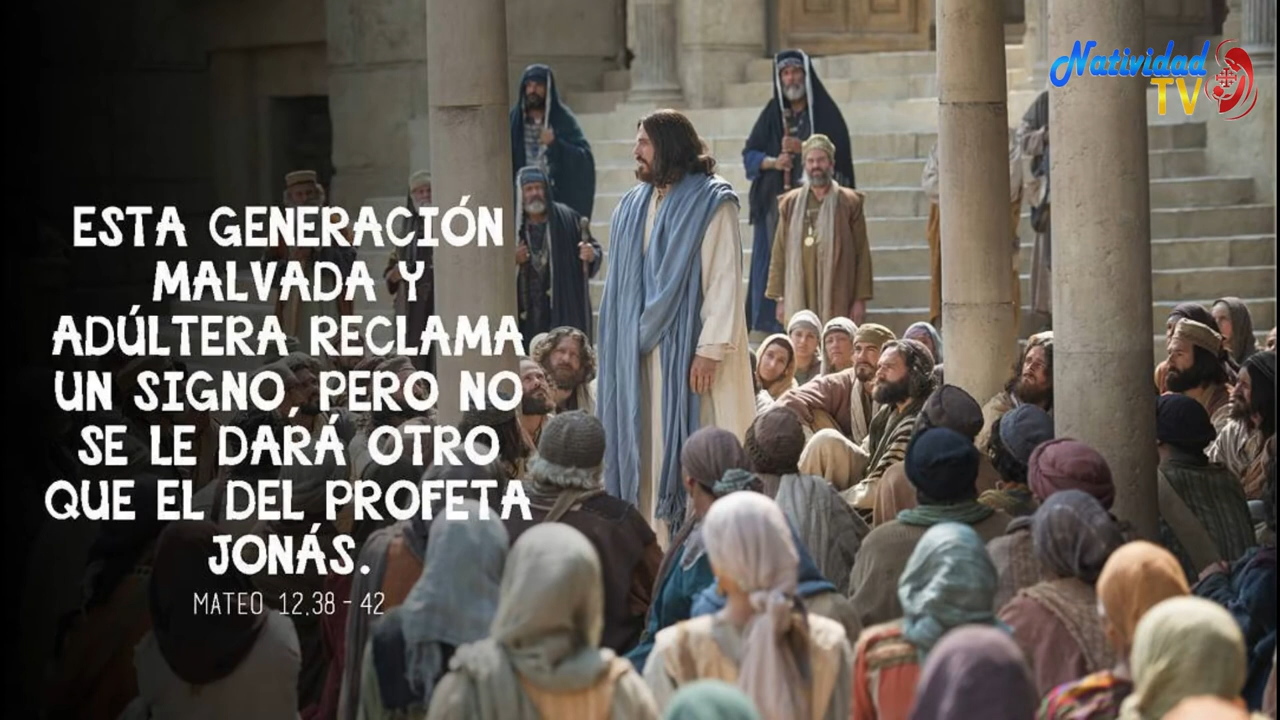 ESTA GENERACIÓN
MALVADA Y
ADÚLTERA RECLAMA
UN SIGNO, PERO NO
SE LE DARÁ OTRO
QUE EL DEL PROFETA
JONÁS.
MATEO 12,38 - 42
Natividad
TV